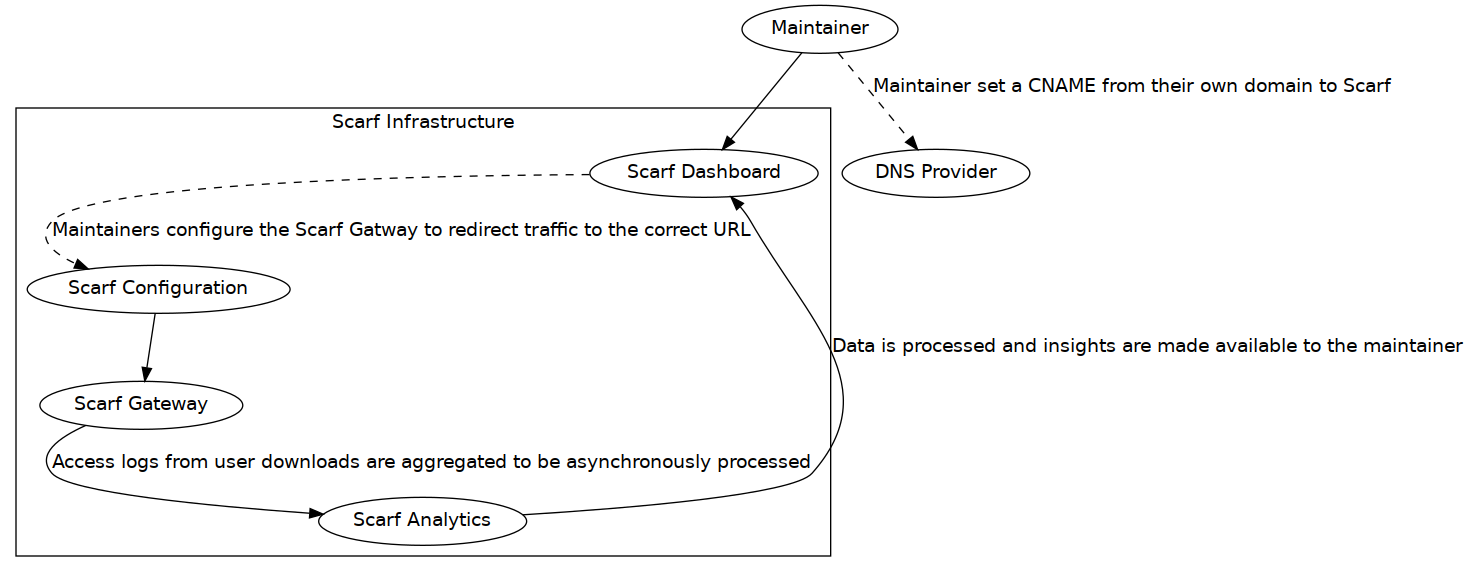 Maintainer
Maintainer set a CNAME from their own domain to Scarf
Scarf Infrastructure
Scarf Dashboard
DNS Provider
Maintainers configure the Scarf Gatway to redirect traffic to the correct URL
Scarf Configuration
Data is processed and insights are made available to the maintainer
Scarf Gateway
Access logs from user downloads are aggregated to be asynchronously processed
Scarf Analytics